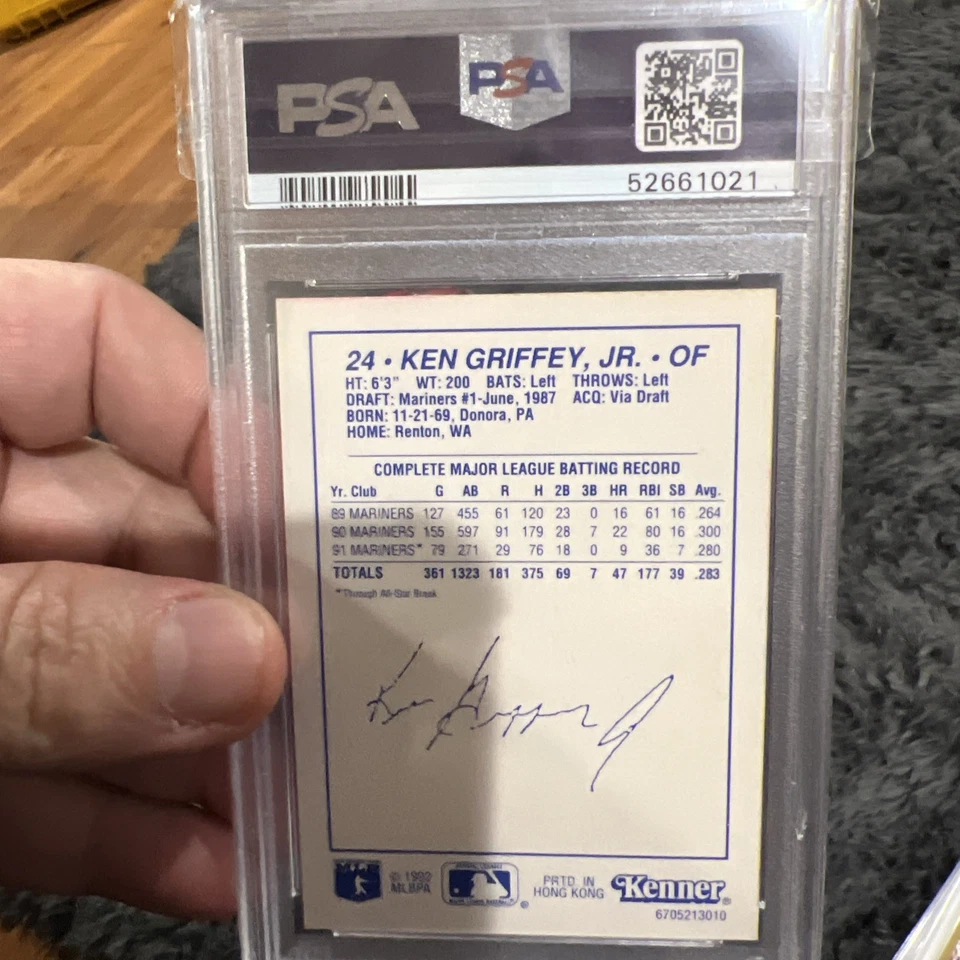 PSA PSA
52661021
24 • KEN GRIFFEY, JR. • OF
HT: 6'3" WT: 200 BATS: Left THROWS: Left
DRAFT: Mariners #1-June, 1987 ACQ: Via Draft
BORN: 11-21-69, Donora, PA
HOME: Renton, WA
COMPLETE MAJOR LEAGUE BATTING RECORD
Yr. Club G AB R H 2B 3B HR RBI SB Avg.
89 MARINERS 127 455 61 120 23 0 16 61 16 .264
90 MARINERS 155 597 91 179 28 7 22 80 16 .300
91 MARINERS* 79 271 29 76 18 0 9 36 7 .280
TOTALS 361 1323 181 375 69 7 47 177 39 .283
*Through All-Star Break
Ken Griffey Jr
© 1992
MLBPA
PRTD. IN
HONG KONG
Kenner®
6705213010